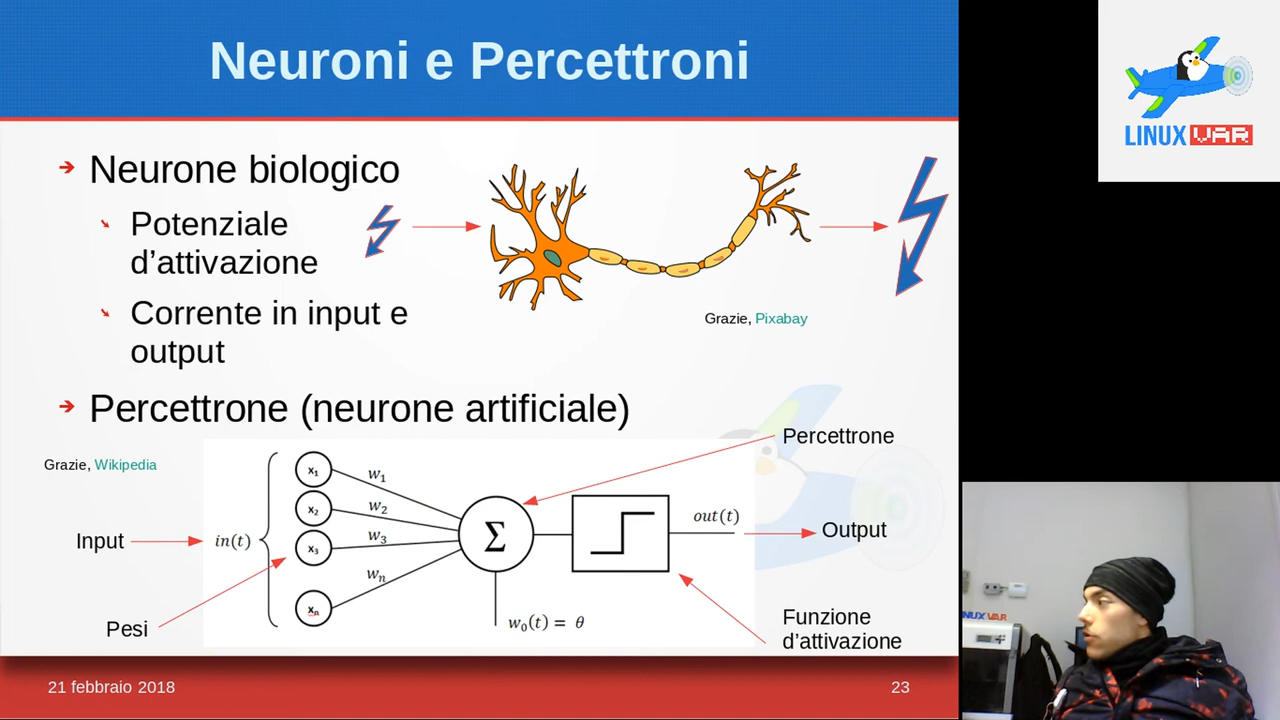 Neuroni e Percettroni
LINUX VAR
Neurone biologico
Potenziale
d’attivazione
Corrente in input e
output
Grazie, Pixabay
Percettrone (neurone artificiale)
Percettrone
Grazie, Wikipedia
x1
w1
x2
w2
out(t)
Input
in(t)
x3
w3
Σ
Output
wn
xn
w0(t) = θ
Pesi
Funzione
d’attivazione
LINUX VAR
21 febbraio 2018
23